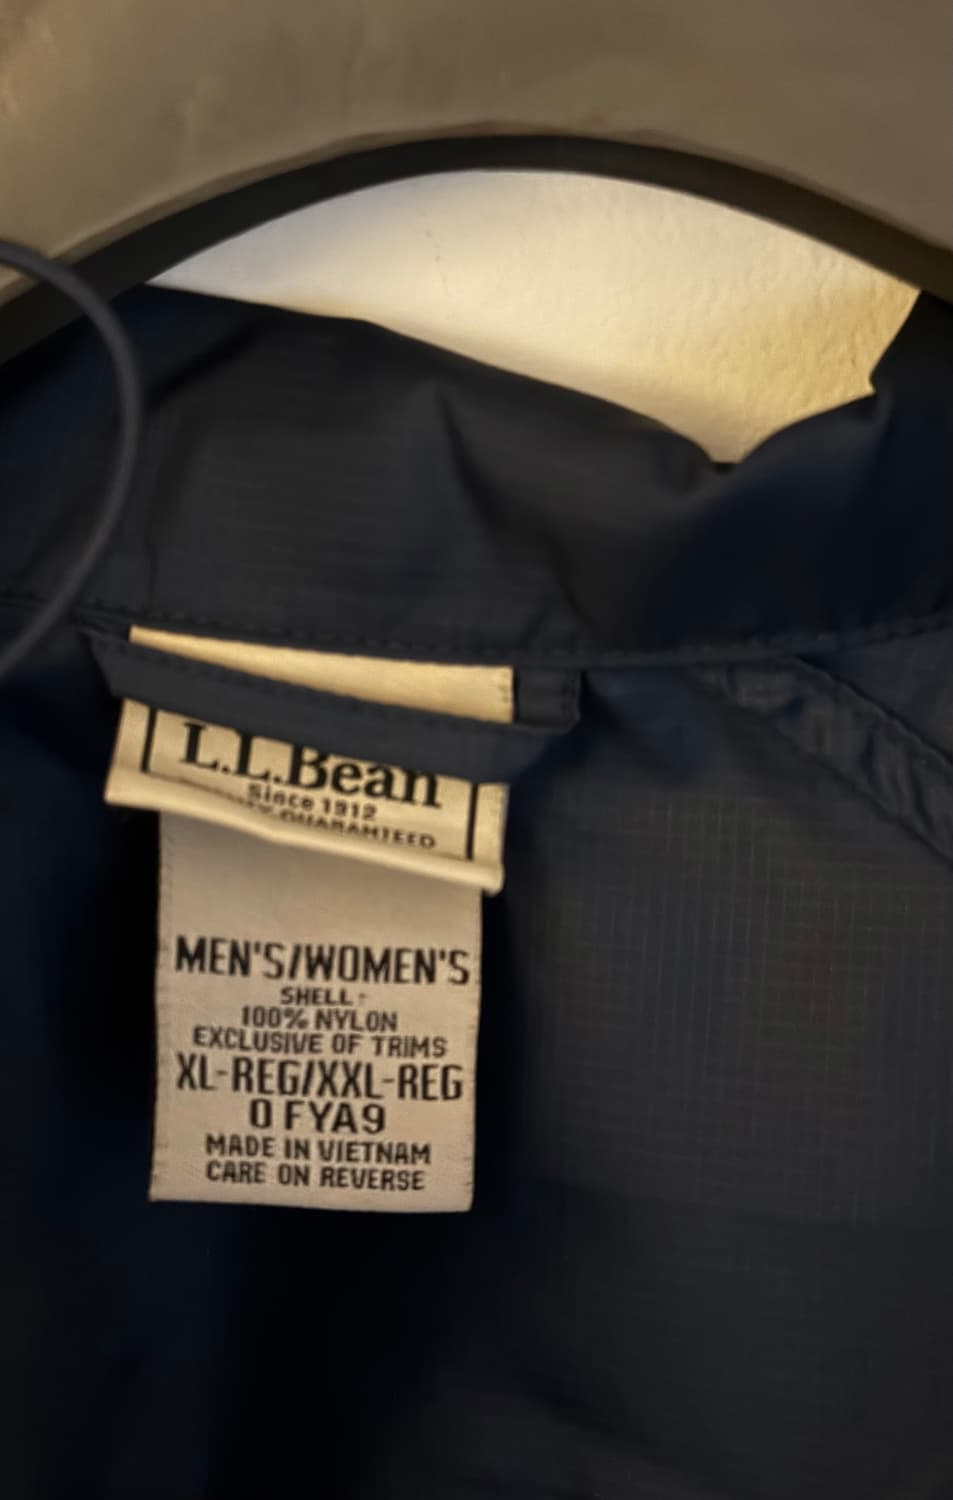 L.L.Bean
Since 1912
GUARANTEED
MEN'S/WOMEN'S
SHELL:
100% NYLON
EXCLUSIVE OF TRIMS
XL-REG/XXL-REG
0 FYA9
MADE IN VIETNAM
CARE ON REVERSE